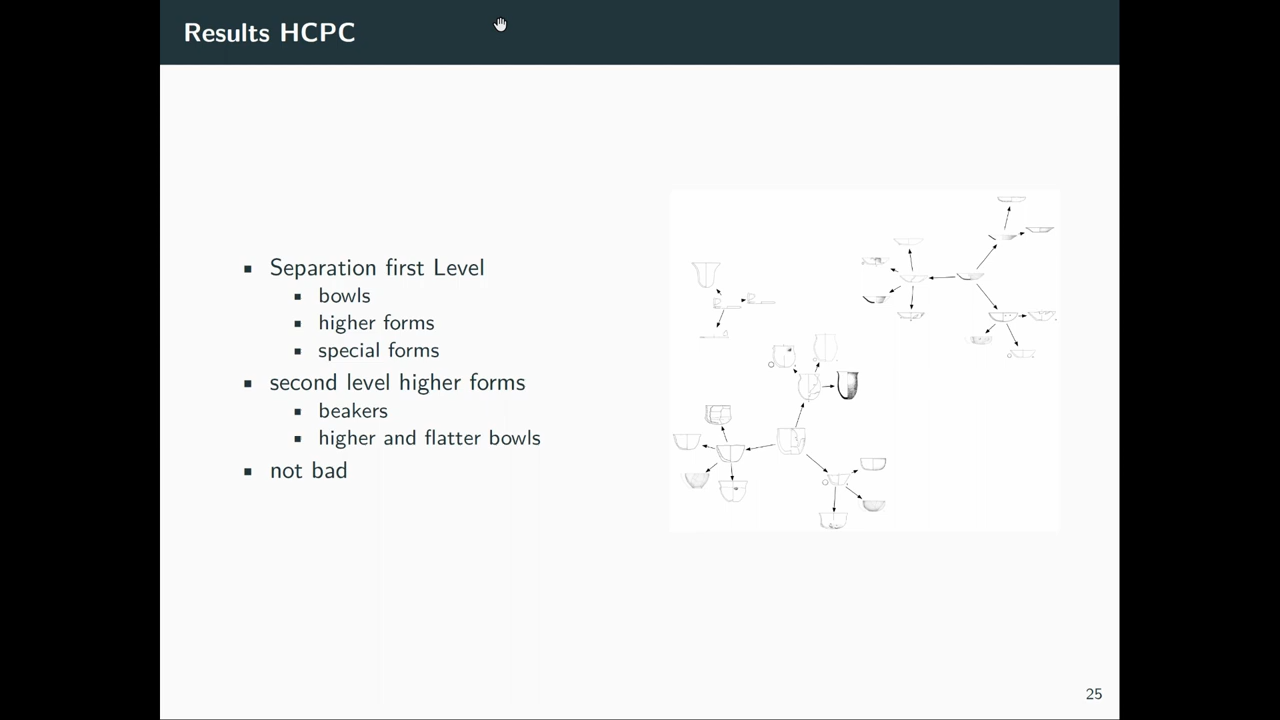 Results HCPC
Separation first Level
bowls
higher forms
special forms
second level higher forms
beakers
higher and flatter bowls
not bad
25